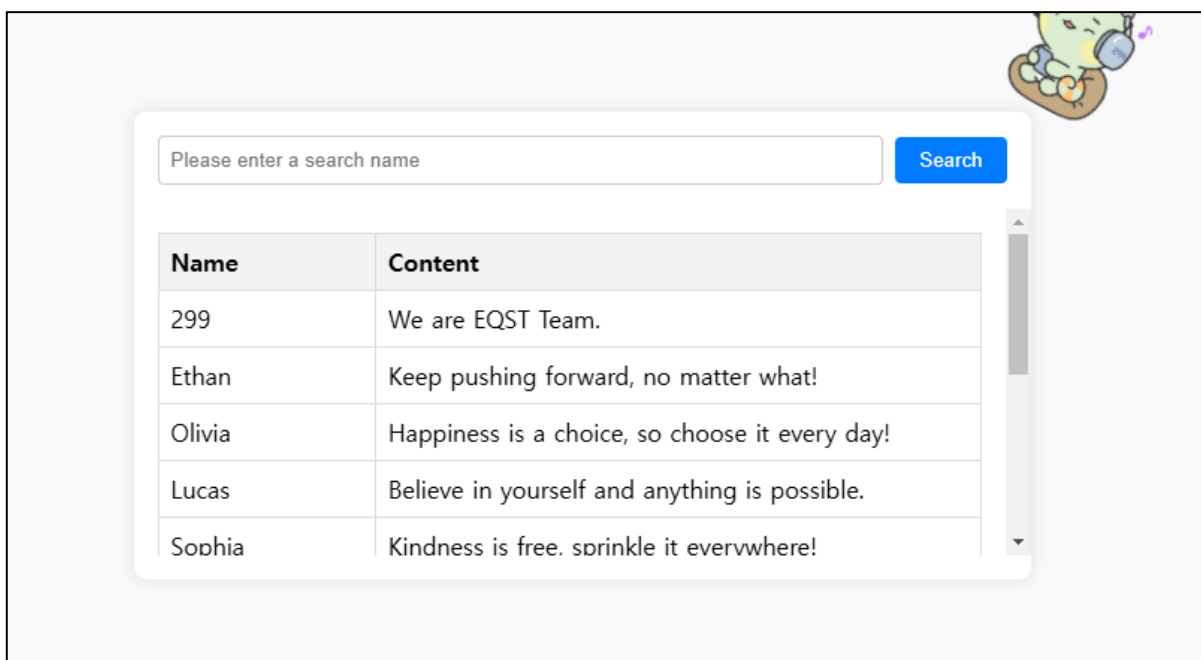 Please enter a search name Search
Name Content
299 We are EQST Team.
Ethan Keep pushing forward, no matter what!
Olivia Happiness is a choice, so choose it every day!
Lucas Believe in yourself and anything is possible.
Sophia Kindness is free, sprinkle it everywhere!